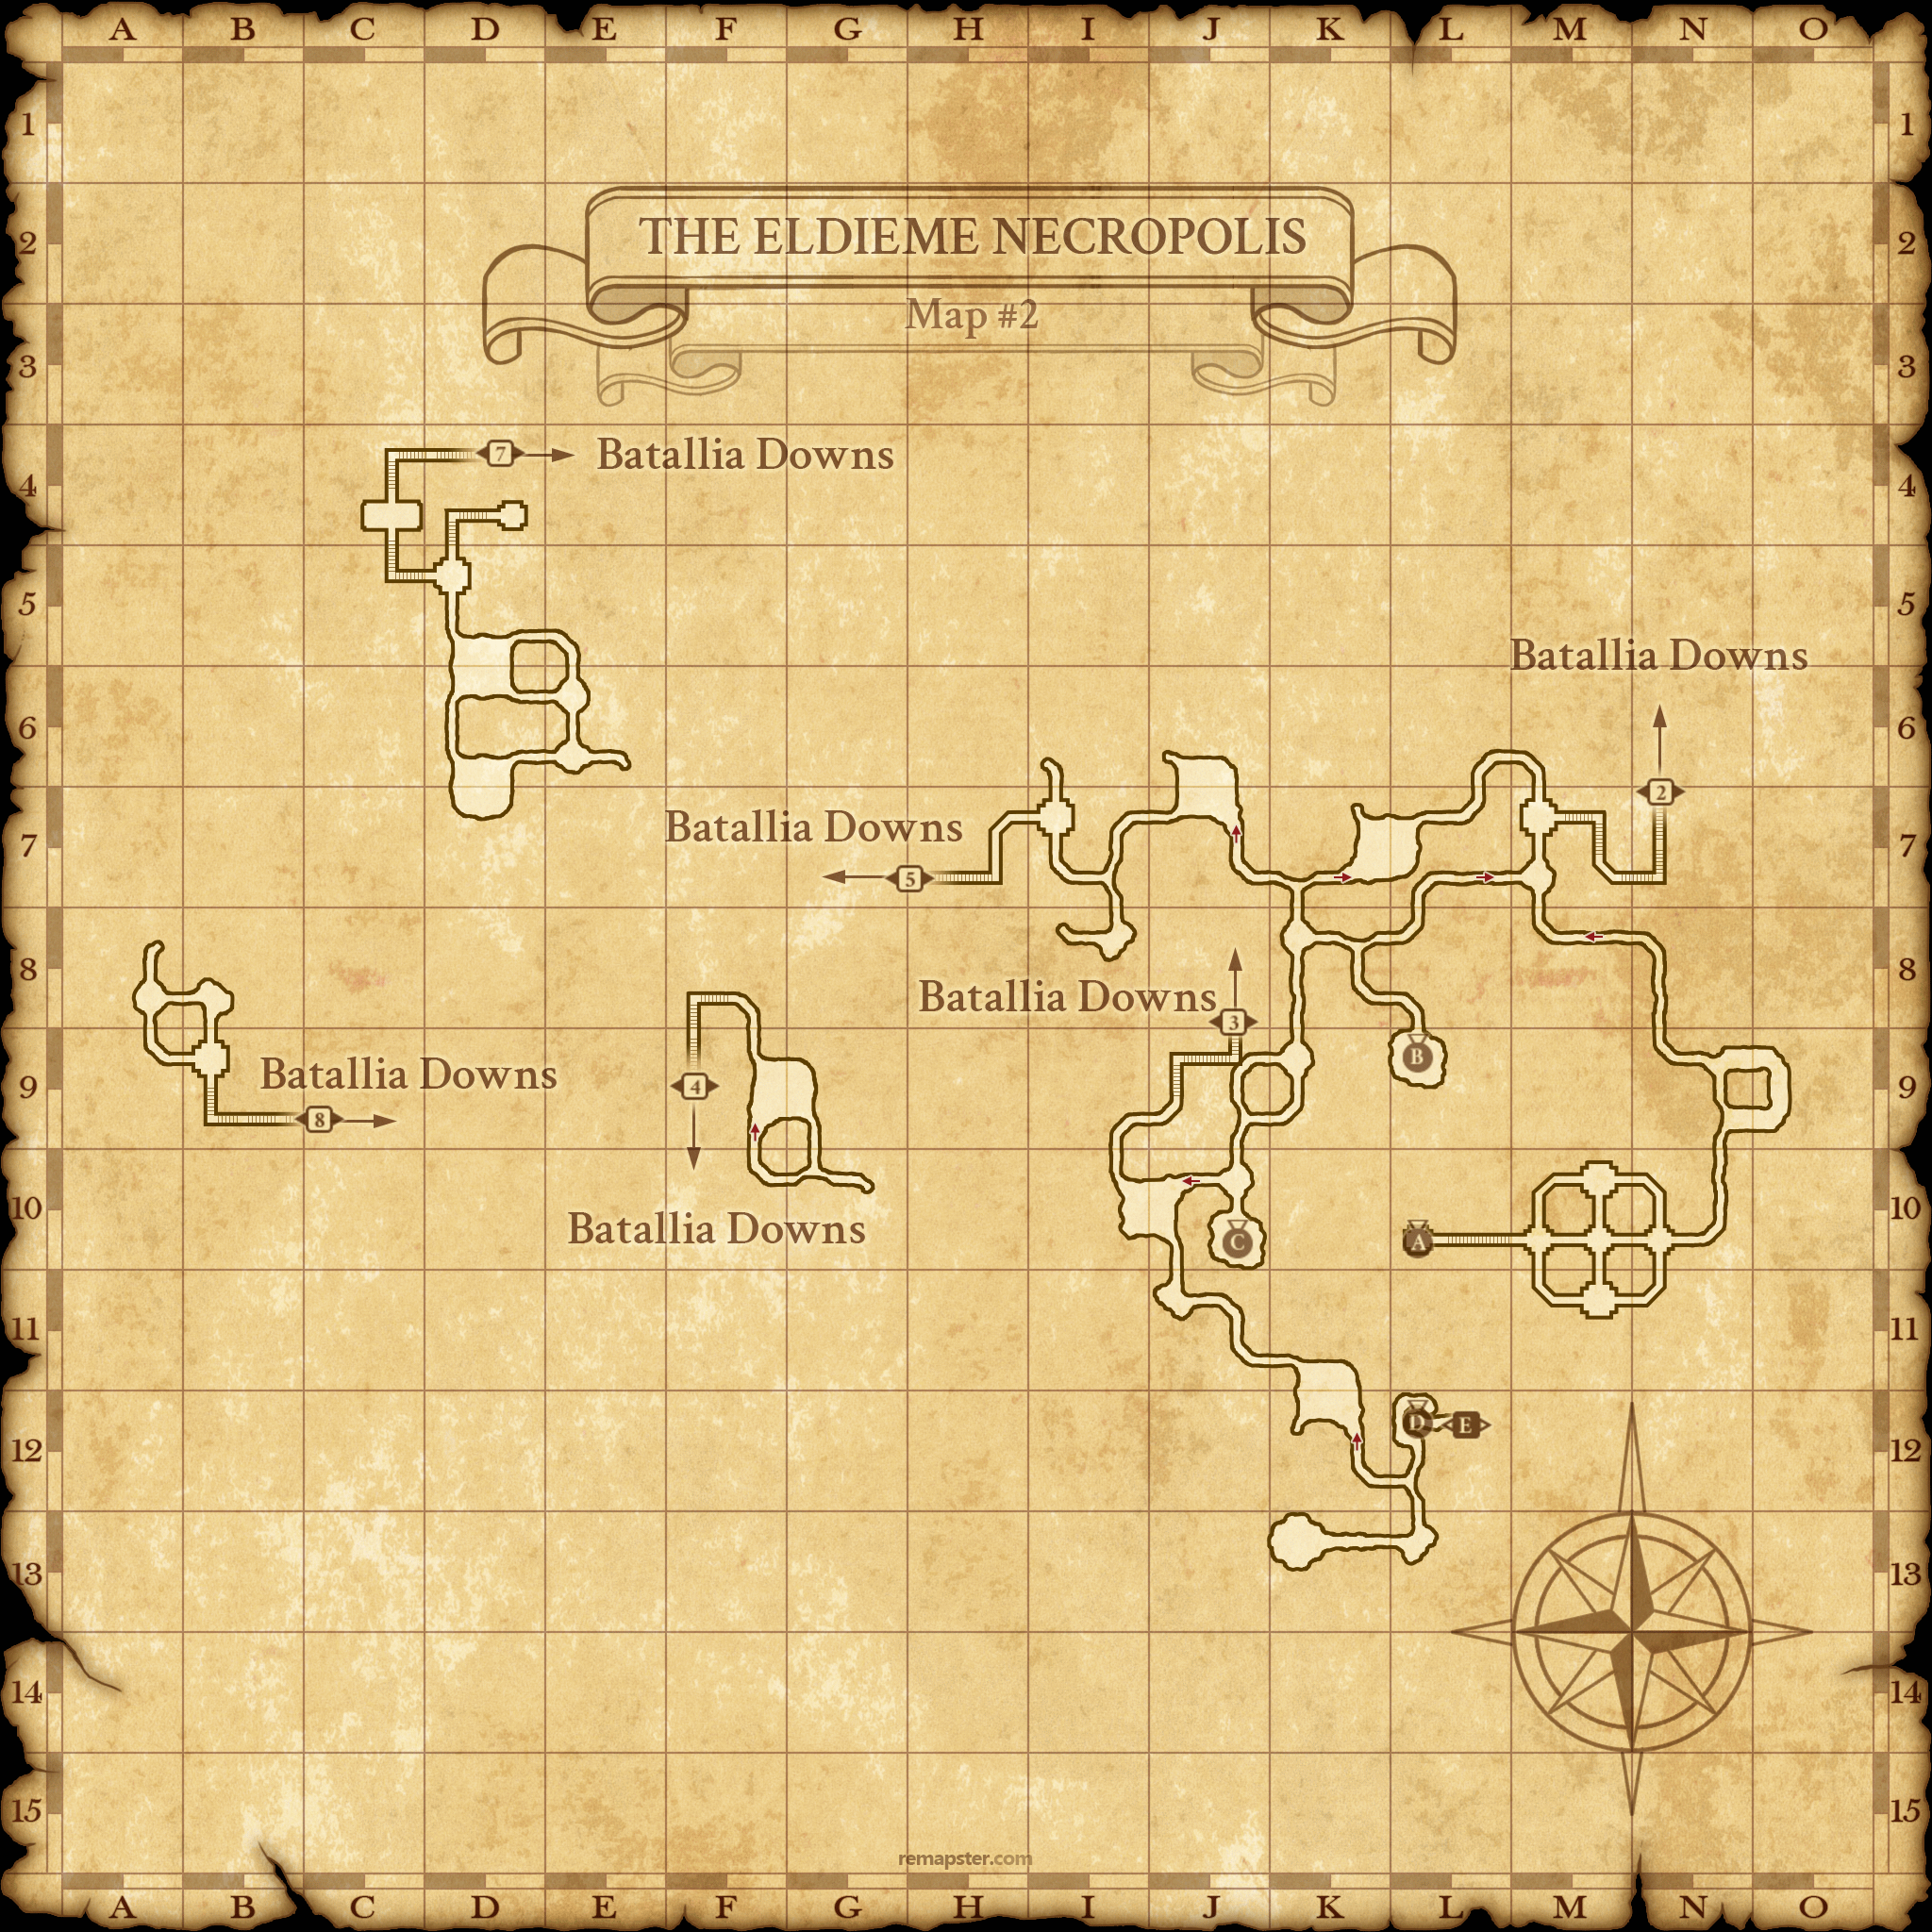 A B C D E F G H I J K L M N O
1 1
THE ELDIEME NECROPOLIS
2 2
Map #2
3 3
7 Batallia Downs
4 4
5 5
Batallia Downs
6 6
2
Batallia Downs
7 7
5
8 8
Batallia Downs
3
B
Batallia Downs
9 9
4
8
10 10
Batallia Downs
C
A
11 11
D E
12 12
13 13
14 14
15 15
remapster.com
A B C D E F G H I J K L M N O